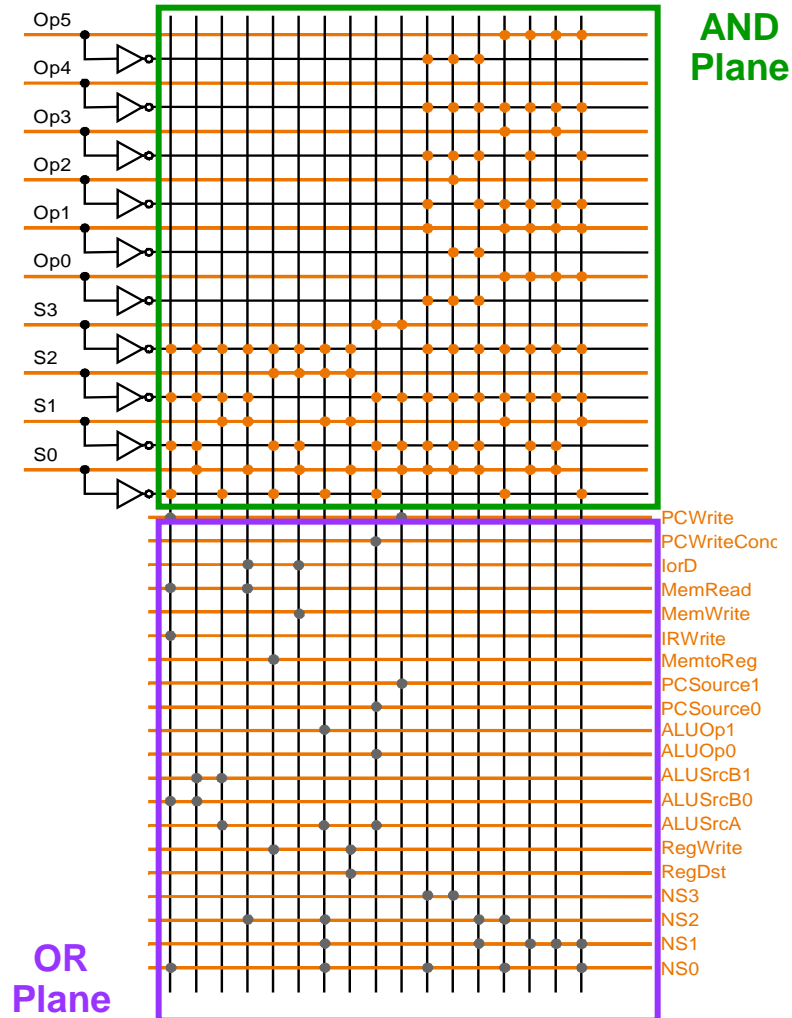 Op5
Op4
Op3
Op2
Op1
Op0
S3
S2
S1
S0
AND
Plane
PCWrite
PCWriteConc
IorD
MemRead
MemWrite
IRWrite
MemtoReg
PCSource1
PCSource0
ALUOp1
ALUOp0
ALUSrcB1
ALUSrcB0
ALUSrcA
RegWrite
RegDst
NS3
NS2
NS1
NS0
OR
Plane